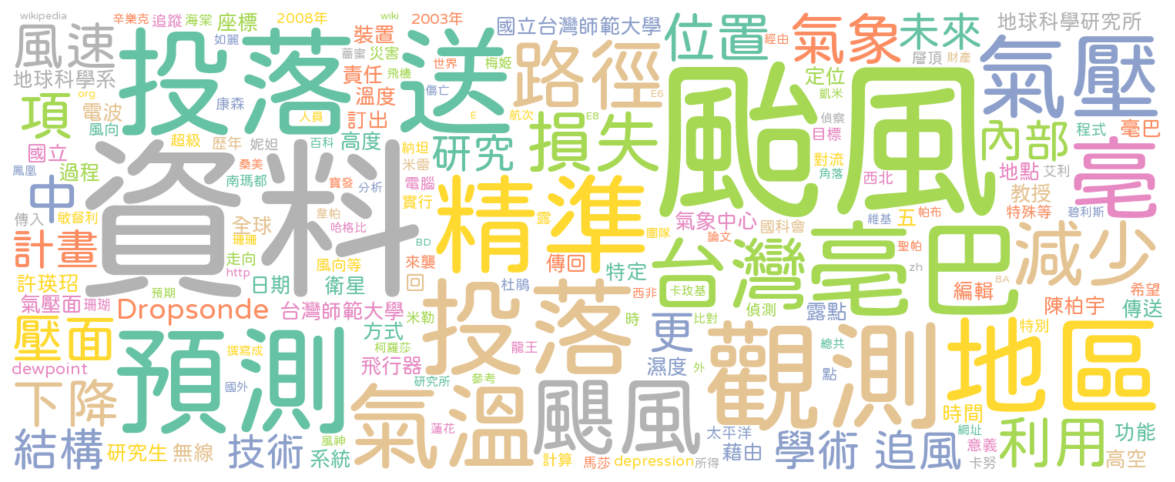 wikipedia
辛樂克
追蹤
海棠
座標
2008年
裝置
2003年
國立台灣師範大學
位置
經由
氣象
未來
地球科學研究所
風速
如麗
薔蜜
災害
梅姬
世界
層頂
財產
地球科學系
投落送
責任
飛機
路徑
定位
凱米
氣壓
org
電波
康森
溫度
傷亡
E6
偵察
項
風向
人員
訂出
航次
E8
颱風
目標
程式
毫巴
超級
歷年
妮妲
百科
高度
納坦
研究
損失
對流
內部
國立
資料
桑美
米雷
電腦
角落
地點
艾利
毫
鳳凰
過程
南瑪都
寶發
分析
實行
精準
西北
教授
中
傳入
敏督利
韋帕
哈格比
氣象中心
國科會
維基
五
帕布
特殊等
碧利斯
全球
珊珊
露
團隊
論文
聖帕
計畫
走向
BD
來襲
傳回
特定
台灣
毫巴
zh
減少
許瑛玿
http
風向等
回
杜鵑
卡玫基
8A
希望
氣壓面
珊瑚
預期
日期
衛星
西非
時
比對
偵測
露點
編輯
陳柏宇
傳送
Dropsonde
台灣師範大學
米勒
投落
更
壓面
預測
方式
柯羅莎
龍王
觀測
總共
地區
特別
dewpoint
撰寫成
飛行器
濕度
外
點
下降
國外
研究所
參考
氣溫
颶風
時間
網址
結構
研究生
無線
技術
風神
系統
蓮花
計算
馬莎
depression
太平洋
所得
藉由
學術
追風
意義
卡努
利用
功能
高空